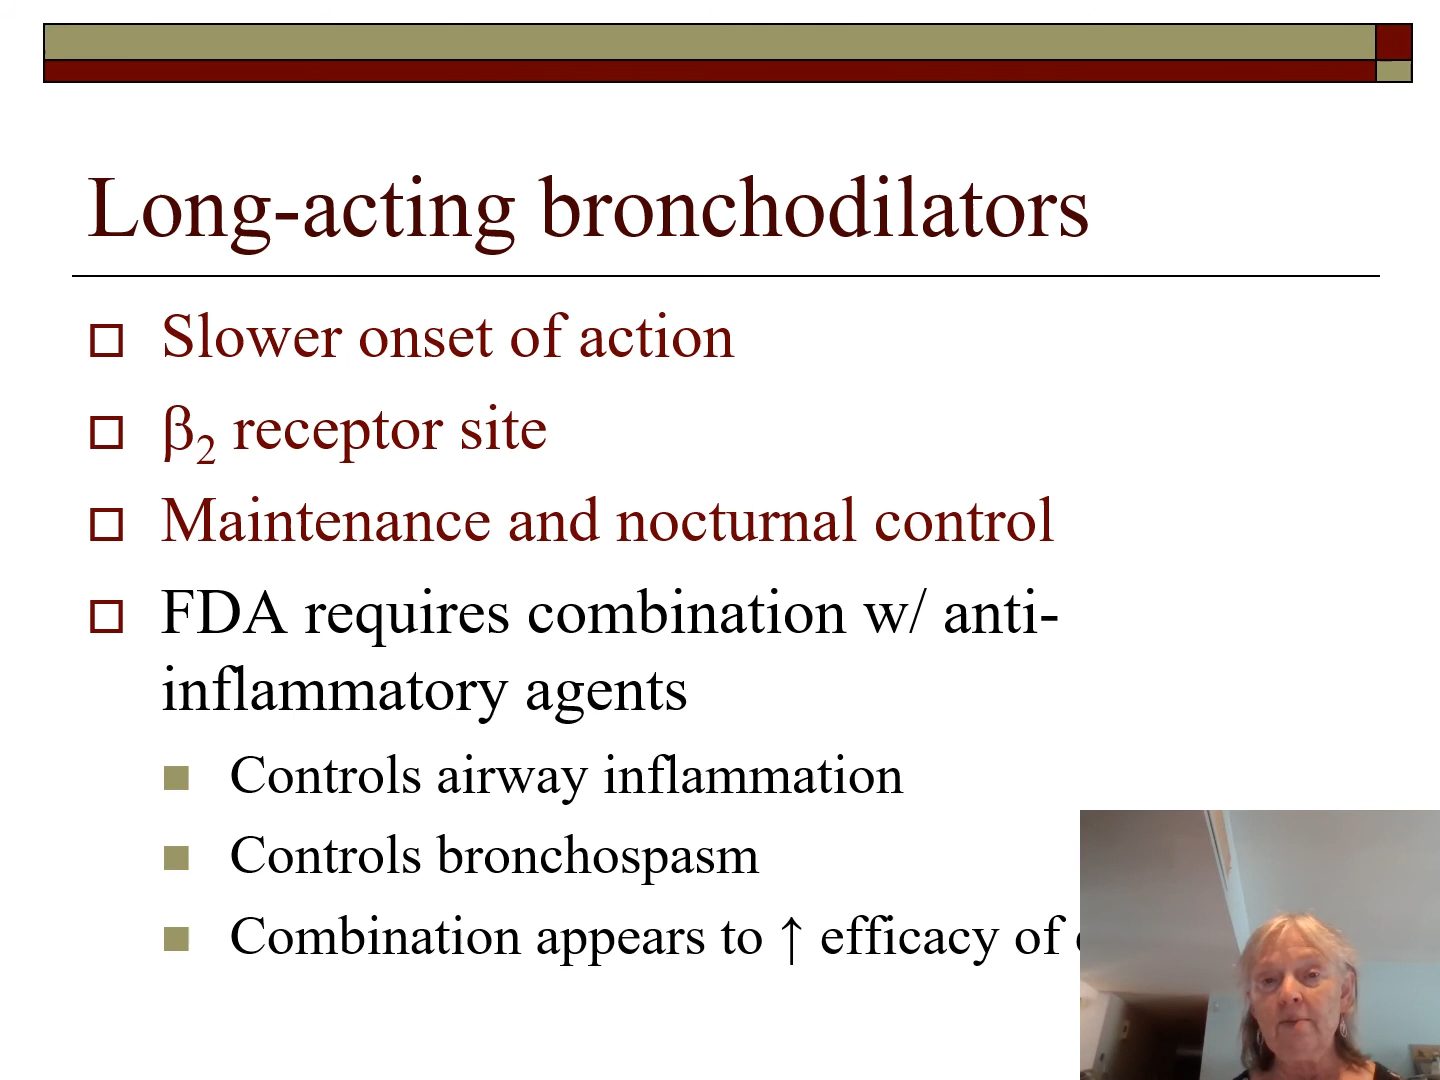 Long-acting bronchodilators
Slower onset of action
β₂ receptor site
Maintenance and nocturnal control
FDA requires combination w/ anti-
inflammatory agents
Controls airway inflammation
Controls bronchospasm
Combination appears to ↑ efficacy of